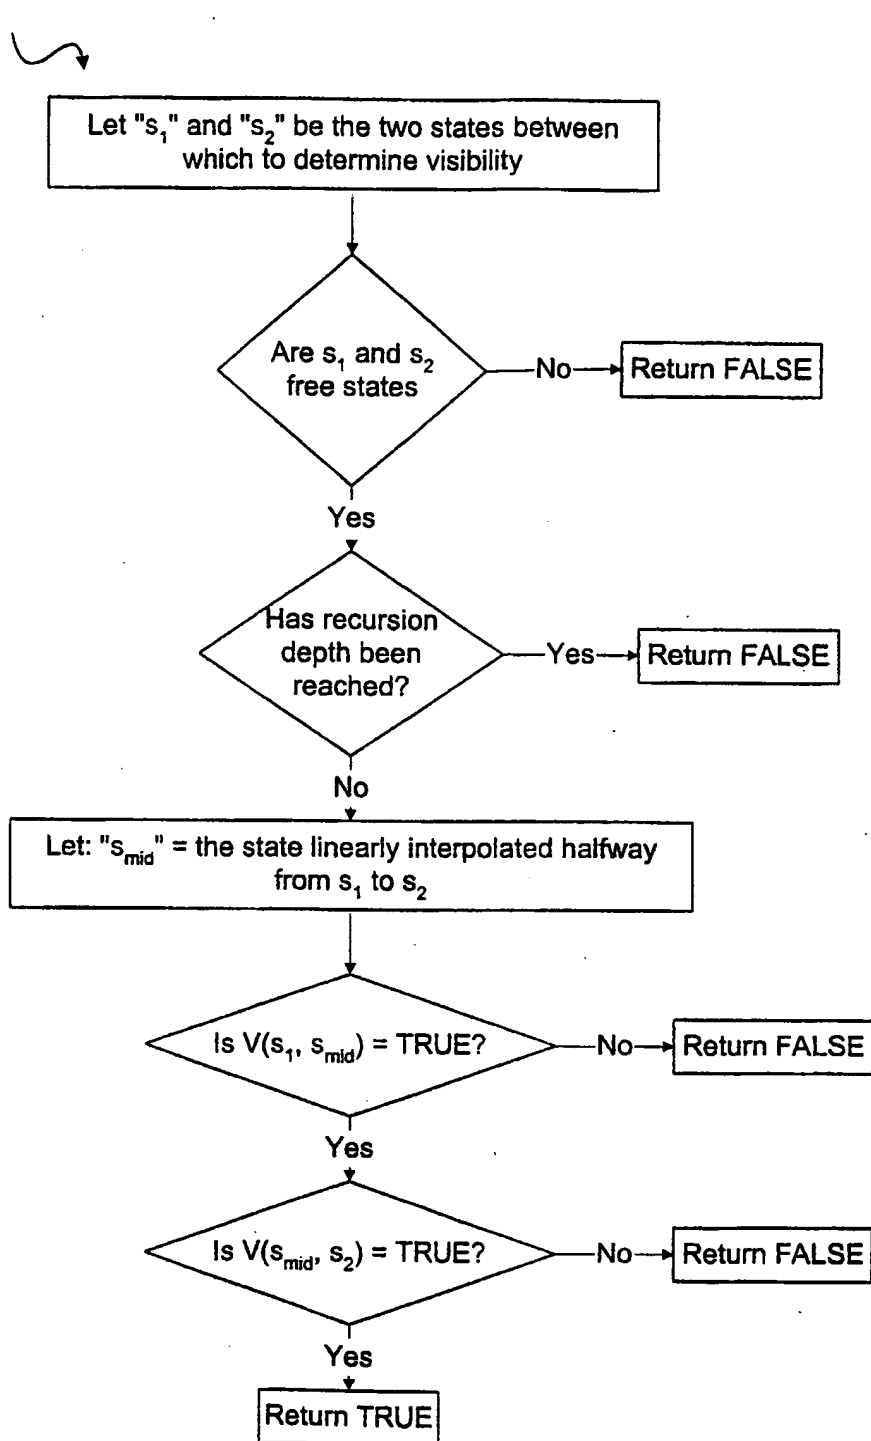 Let "s₁" and "s₂" be the two states between
which to determine visibility
Are s₁ and s₂
free states
No
Return FALSE
Yes
Has recursion
depth been
reached?
Yes
Return FALSE
No
Let: "s_mid" = the state linearly interpolated halfway
from s₁ to s₂
Is V(s₁, s_mid) = TRUE?
No
Return FALSE
Yes
Is V(s_mid, s₂) = TRUE?
No
Return FALSE
Yes
Return TRUE